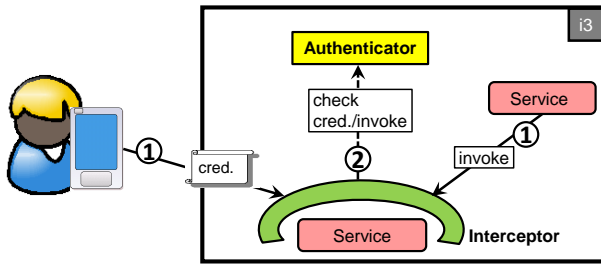 i3
Authenticator
check
cred./invoke
Service
1
1
invoke
cred.
2
Service
Interceptor